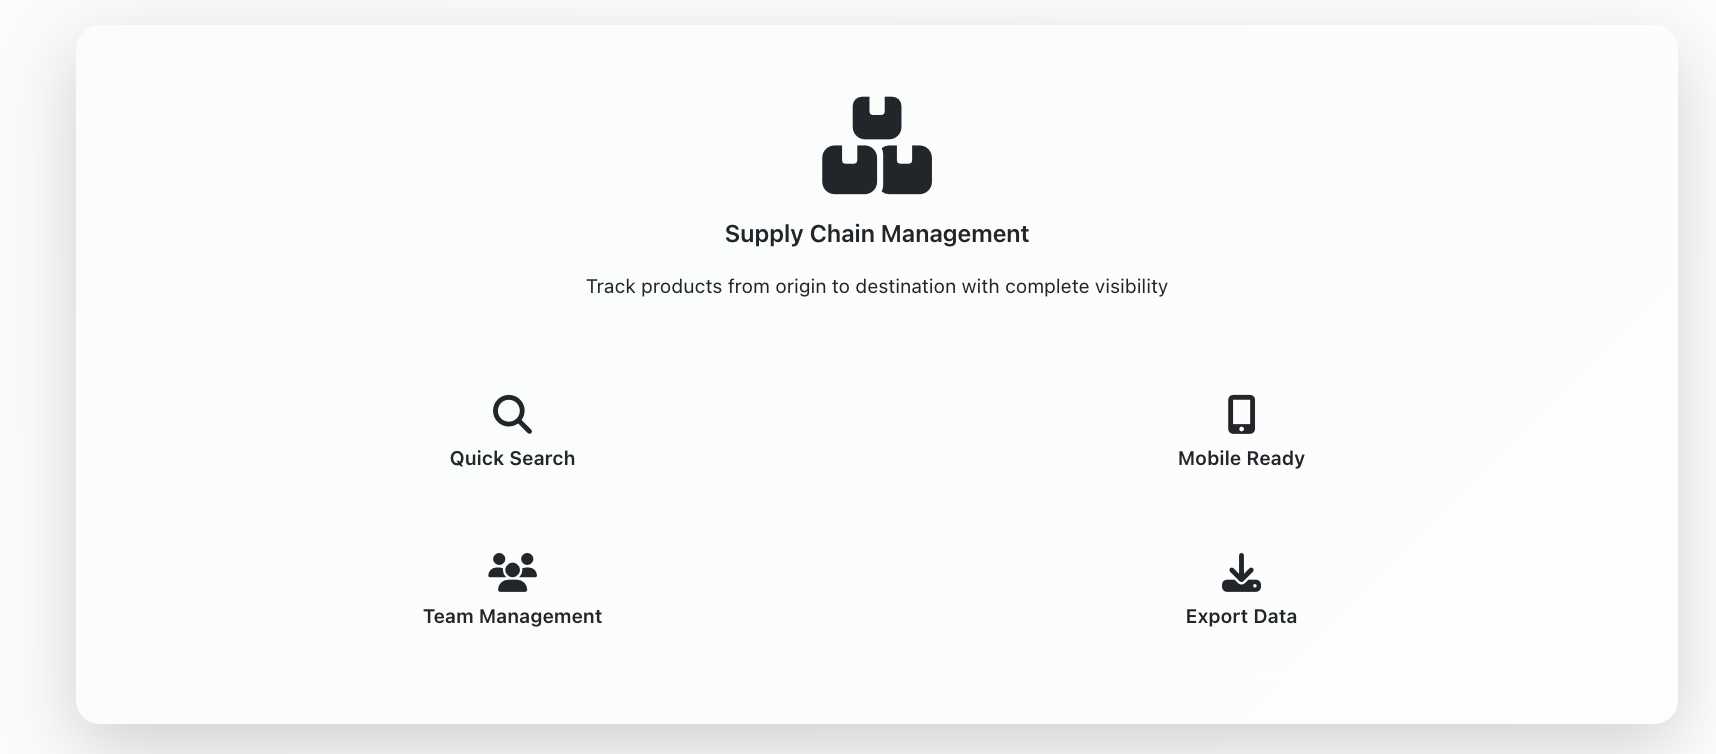 Supply Chain Management
Track products from origin to destination with complete visibility
Quick Search
Mobile Ready
Team Management
Export Data